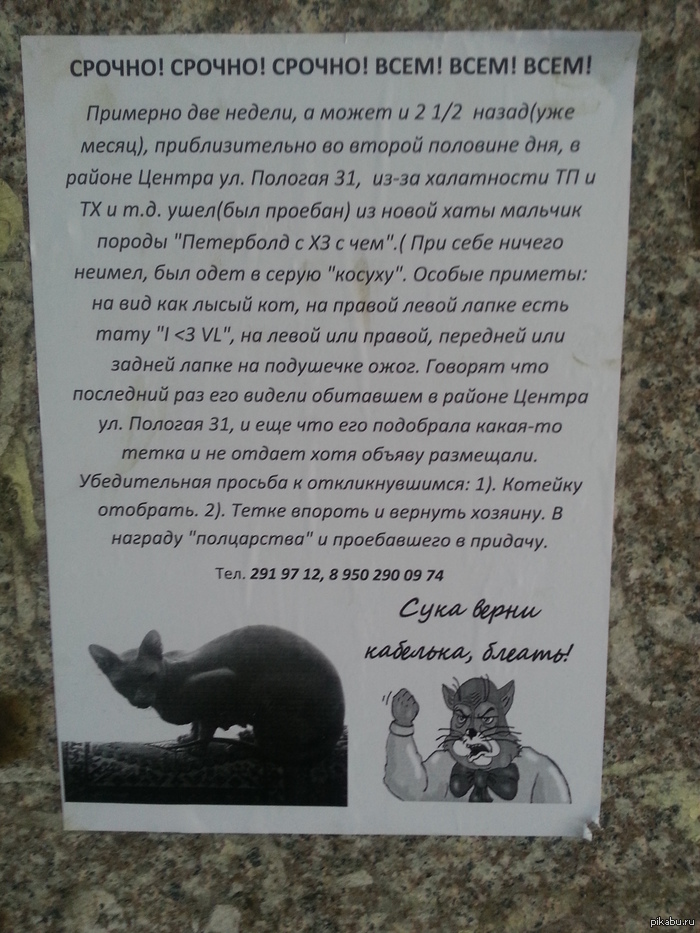 СРОЧНО! СРОЧНО! СРОЧНО! ВСЕМ! ВСЕМ! ВСЕМ!
Примерно две недели, а может и 2 1/2 назад(уже
месяц), приблизительно во второй половине дня, в
районе Центра ул. Пологая 31, из-за халатности ТП и
ТХ и т.д. ушел(был проебан) из новой хаты мальчик
породы "Петерболд с ХЗ с чем".( При себе ничего
неимел, был одет в серую "косуху". Особые приметы:
на вид как лысый кот, на правой левой лапке есть
тату "I <3 VL", на левой или правой, передней или
задней лапке на подушечке ожог. Говорят что
последний раз его видели обитавшем в районе Центра
ул. Пологая 31, и еще что его подобрала какая-то
тетка и не отдает хотя объяву размещали.
Убедительная просьба к откликнувшимся: 1). Котейку
отобрать. 2). Тетке впороть и вернуть хозяину. В
награду "полцарства" и проебавшего в придачу.
Тел. 291 97 12, 8 950 290 09 74
Сука верни
кабелька, блеать!
pikabu.ru